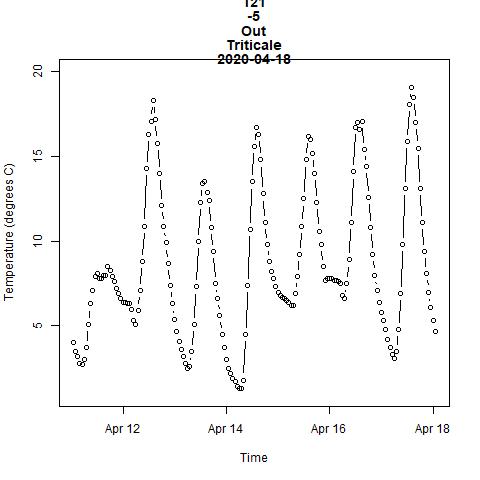 121
-5
Out
Triticale
2020-04-18
Temperature (degrees C)
20
15
10
5
Apr 12
Apr 14
Apr 16
Apr 18
Time